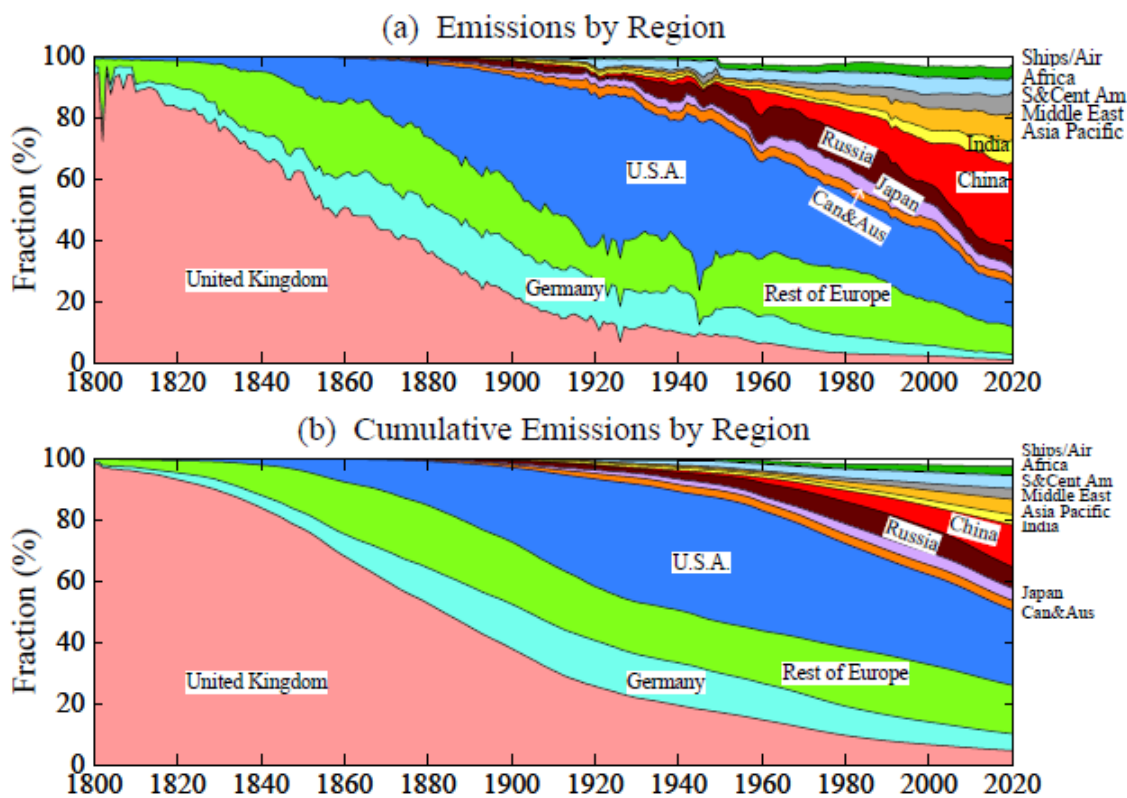 (a) Emissions by Region
Fraction (%)
100
80
60
40
20
0
1800 1820 1840 1860 1880 1900 1920 1940 1960 1980 2000 2020
United Kingdom
Germany
Rest of Europe
U.S.A.
Can&Aus
Japan
Russia
China
India
Ships/Air
Africa
S&Cent Am
Middle East
Asia Pacific
(b) Cumulative Emissions by Region
Fraction (%)
100
80
60
40
20
0
1800 1820 1840 1860 1880 1900 1920 1940 1960 1980 2000 2020
United Kingdom
Germany
Rest of Europe
U.S.A.
Russia
China
Ships/Air
Africa
S&Cent Am
Middle East
Asia Pacific
India
Japan
Can&Aus